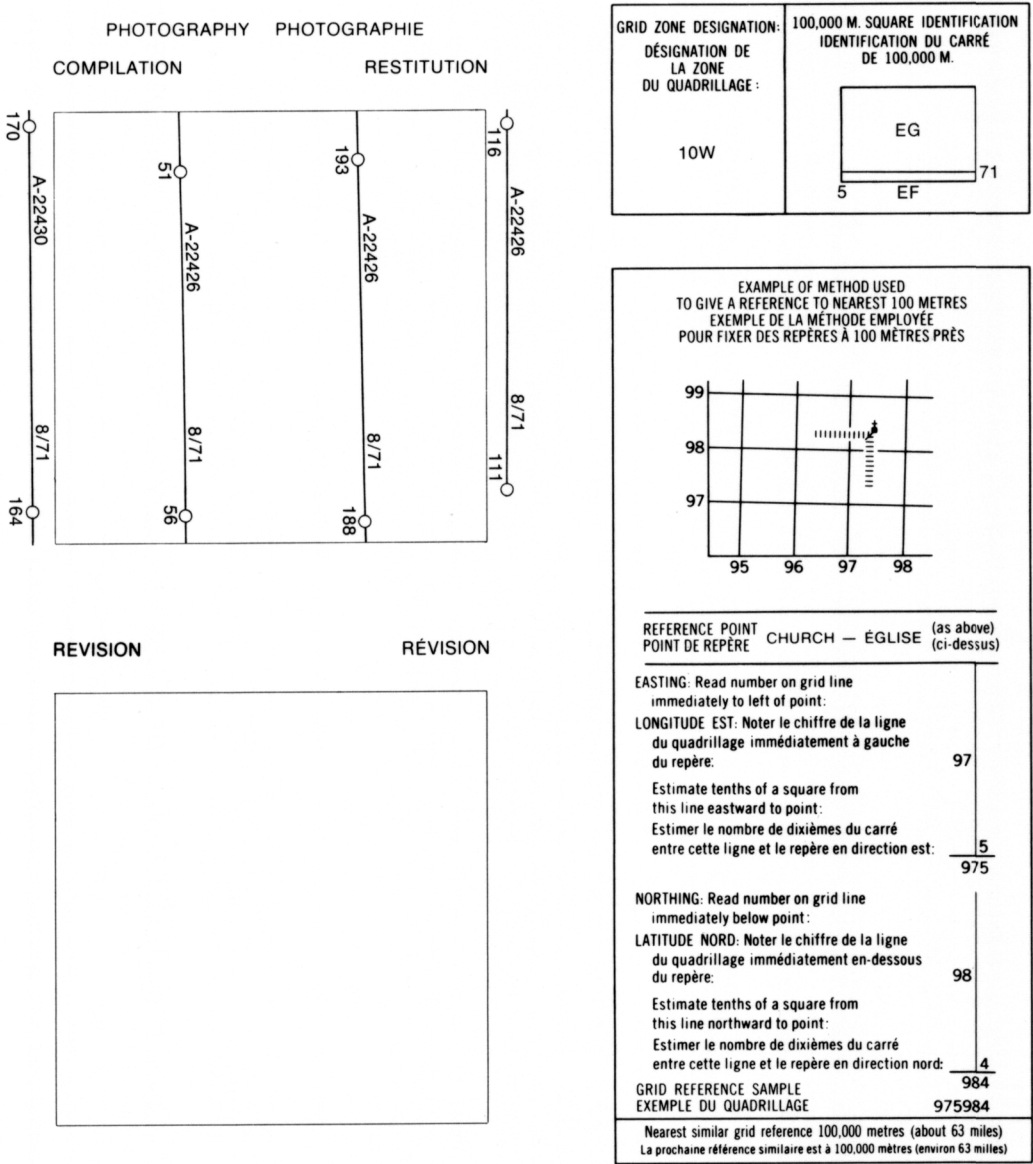 PHOTOGRAPHY PHOTOGRAPHIE
COMPILATION RESTITUTION
170
A-22430
8/71
164
51
A-22426
8/71
56
193
A-22426
8/71
188
116
A-22426
8/71
111
REVISION RÉVISION
GRID ZONE DESIGNATION:
DÉSIGNATION DE
LA ZONE
DU QUADRILLAGE :
10W
100,000 M. SQUARE IDENTIFICATION
IDENTIFICATION DU CARRÉ
DE 100,000 M.
EG
71
5 EF
EXAMPLE OF METHOD USED
TO GIVE A REFERENCE TO NEAREST 100 METRES
EXEMPLE DE LA MÉTHODE EMPLOYÉE
POUR FIXER DES REPÈRES À 100 MÈTRES PRÈS
99
98
97
95 96 97 98
REFERENCE POINT
POINT DE REPÈRE
CHURCH — ÉGLISE
(as above)
(ci-dessus)
EASTING: Read number on grid line
immediately to left of point:
LONGITUDE EST: Noter le chiffre de la ligne
du quadrillage immédiatement à gauche
du repère: 97
Estimate tenths of a square from
this line eastward to point:
Estimer le nombre de dixièmes du carré
entre cette ligne et le repère en direction est: 5
975
NORTHING: Read number on grid line
immediately below point:
LATITUDE NORD: Noter le chiffre de la ligne
du quadrillage immédiatement en-dessous
du repère: 98
Estimate tenths of a square from
this line northward to point:
Estimer le nombre de dixièmes du carré
entre cette ligne et le repère en direction nord: 4
984
GRID REFERENCE SAMPLE
EXEMPLE DU QUADRILLAGE 975984
Nearest similar grid reference 100,000 metres (about 63 miles)
La prochaine référence similaire est à 100,000 mètres (environ 63 milles)